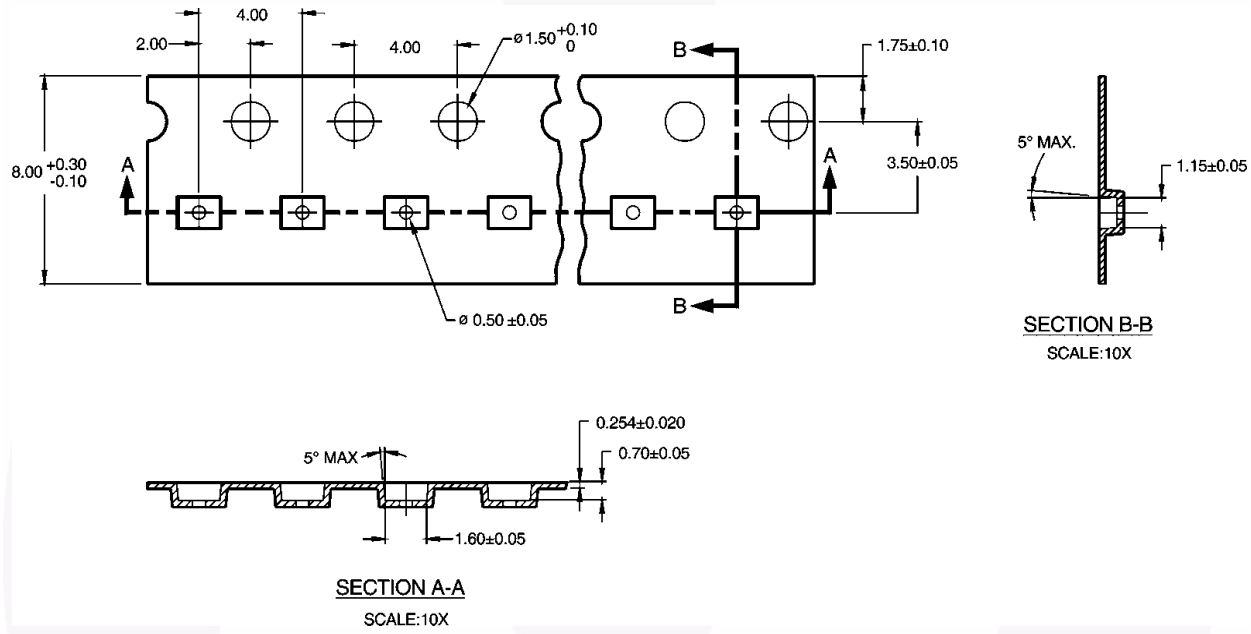 4.00
2.00
4.00
ø1.50 +0.10
0
B
1.75±0.10
8.00 +0.30
-0.10
A
A
3.50±0.05
5° MAX.
1.15±0.05
B
ø 0.50 ±0.05
SECTION B-B
SCALE:10X
0.254±0.020
0.70±0.05
5° MAX
1.60±0.05
SECTION A-A
SCALE:10X